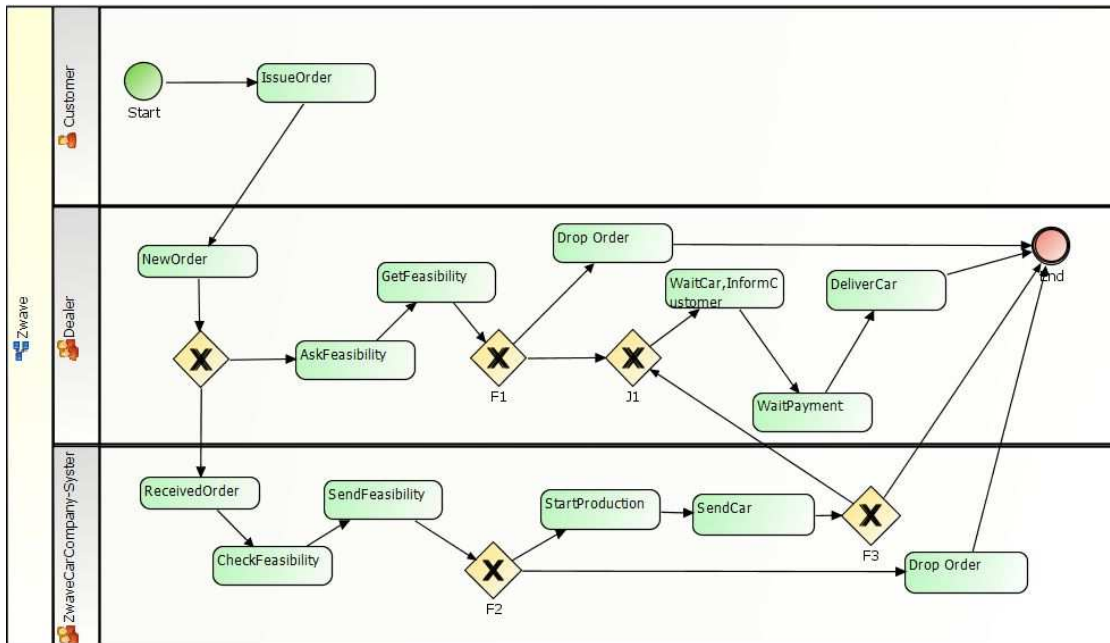 Zwave
Customer
Start
IssueOrder
Dealer
NewOrder
X
AskFeasibility
GetFeasibility
X
F1
Drop Order
X
J1
WaitCar,InformC
ustomer
WaitPayment
DeliverCar
End
ZwaveCarCompany-Syster
ReceivedOrder
CheckFeasibility
SendFeasibility
X
F2
StartProduction
SendCar
X
F3
Drop Order